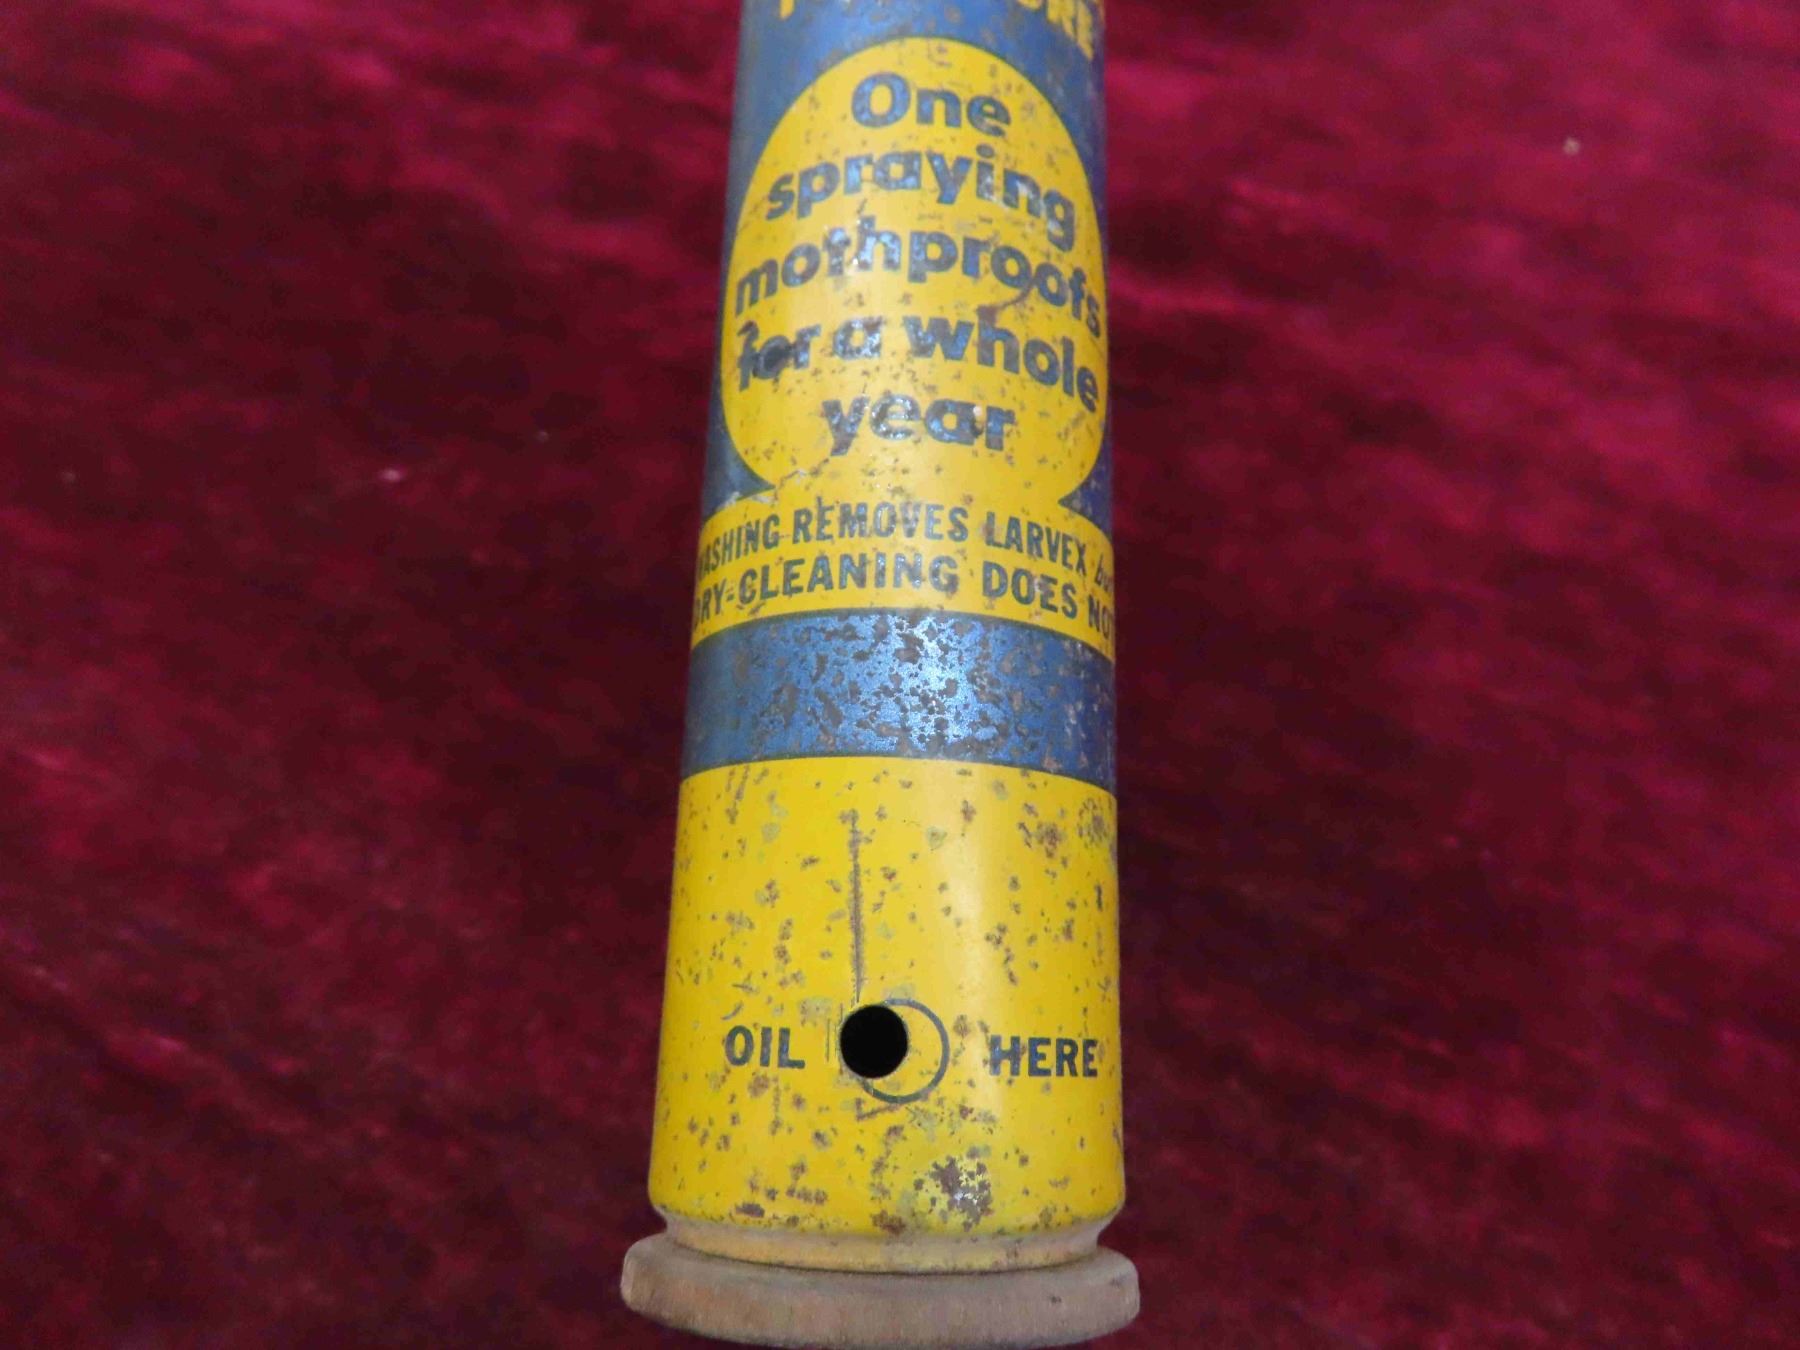 One
spraying
mothproofs
for a whole
year
WASHING REMOVES LARVEX but
DRY-CLEANING DOES NOT
OIL HERE